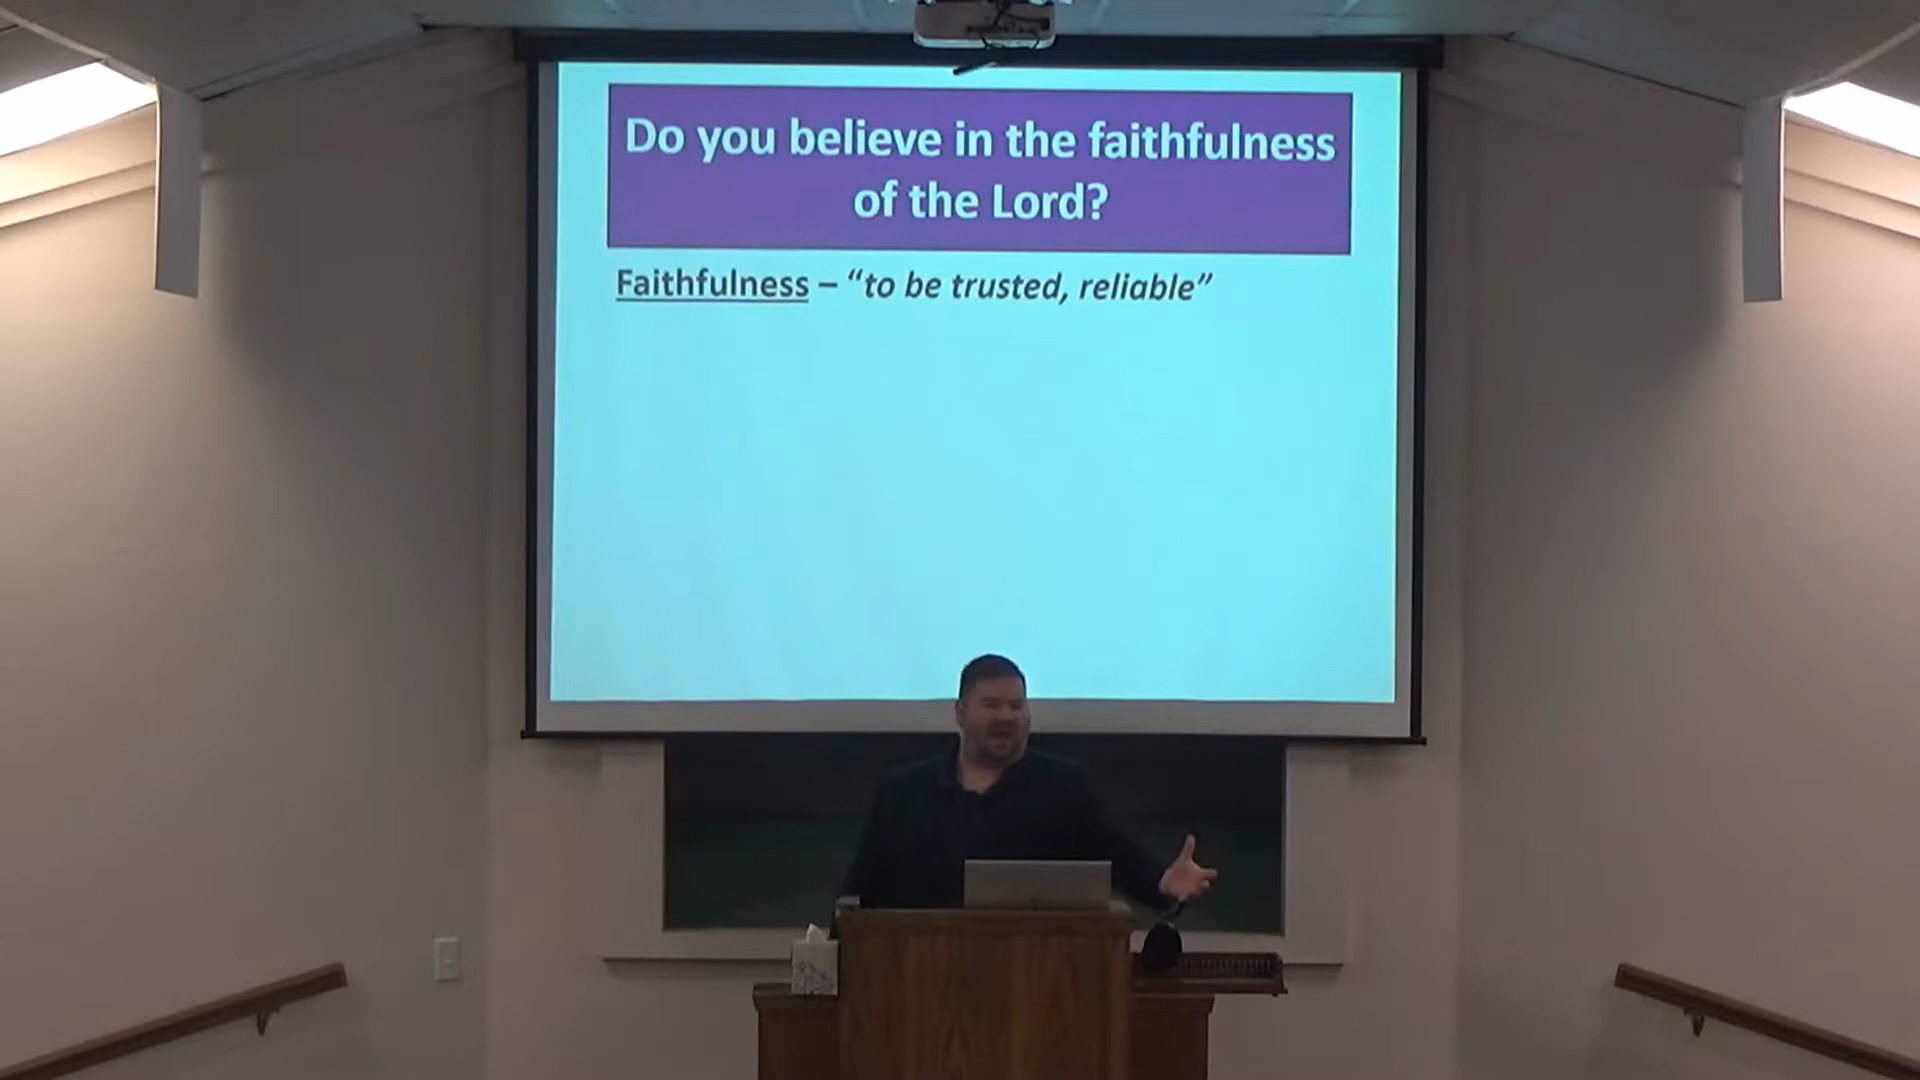 Do you believe in the faithfulness
of the Lord?
Faithfulness – “to be trusted, reliable”